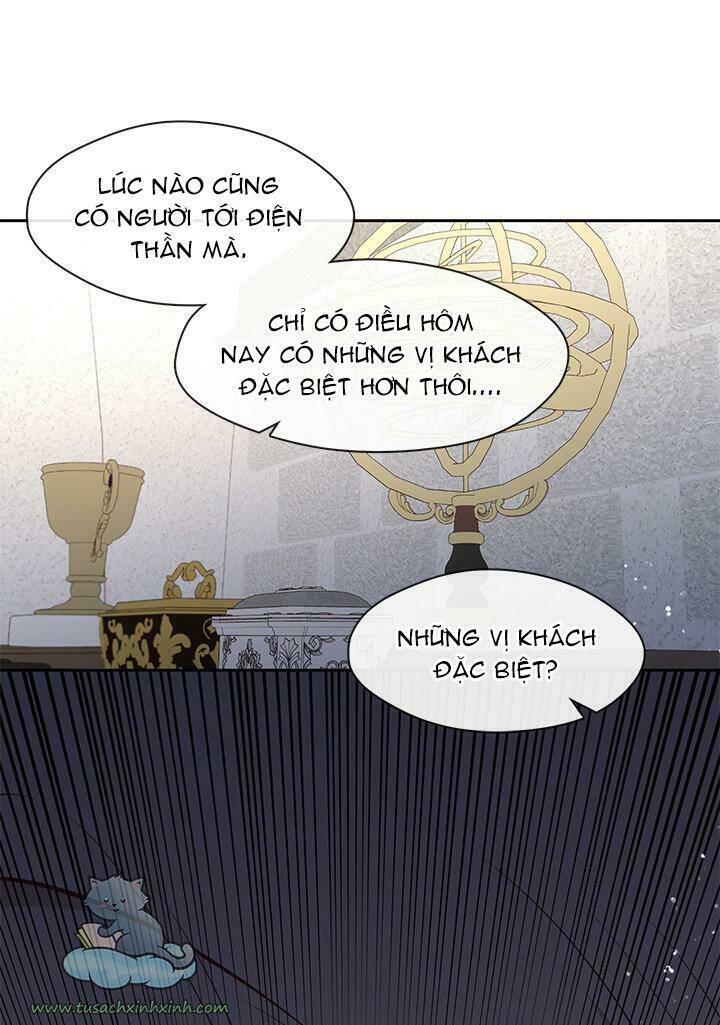 LÚC NÀO CŨNG
CÓ NGƯỜI TỚI ĐIỆN
THẦN MÀ.
CHỈ CÓ ĐIỀU HÔM
NAY CÓ NHỮNG VỊ KHÁCH
ĐẶC BIỆT HƠN THÔI....
NHỮNG VỊ KHÁCH
ĐẶC BIỆT?
www.tusachxinhxinh.com